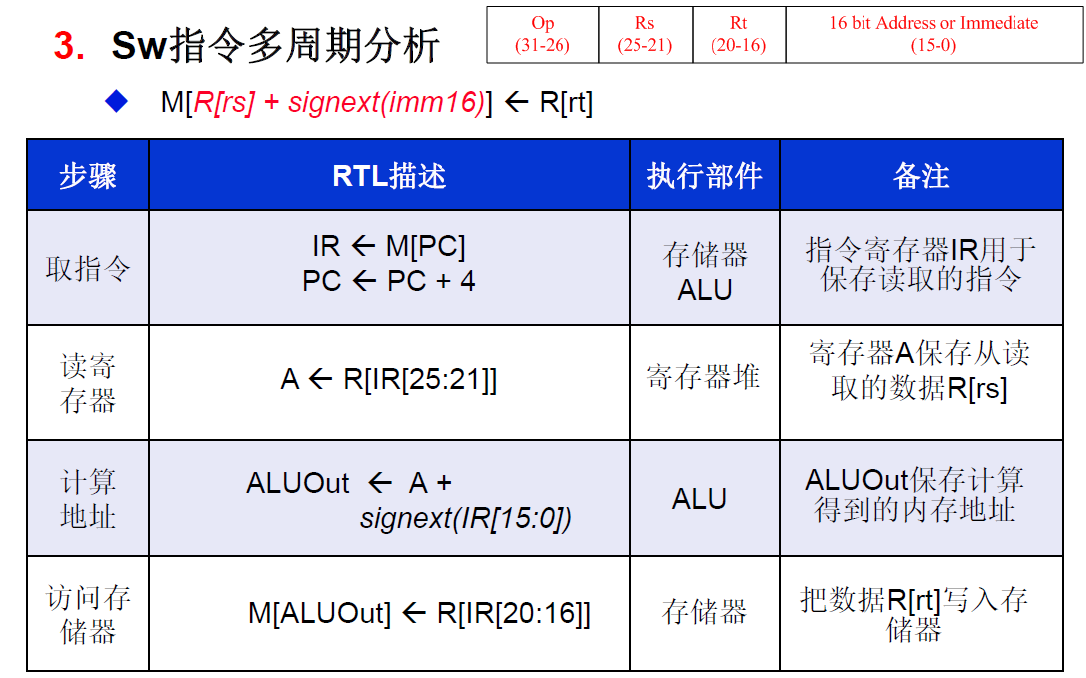 3. Sw指令多周期分析
Op
(31-26)
Rs
(25-21)
Rt
(20-16)
16 bit Address or Immediate
(15-0)
M[R[rs] + signext(imm16)] ← R[rt]
步骤
RTL描述
执行部件
备注
取指令
IR ← M[PC]
PC ← PC + 4
存储器
ALU
指令寄存器IR用于
保存读取的指令
读寄
存器
A ← R[IR[25:21]]
寄存器堆
寄存器A保存从读
取的数据R[rs]
计算
地址
ALUOut ← A +
signext(IR[15:0])
ALU
ALUOut保存计算
得到的内存地址
访问存
储器
M[ALUOut] ← R[IR[20:16]]
存储器
把数据R[rt]写入存
储器